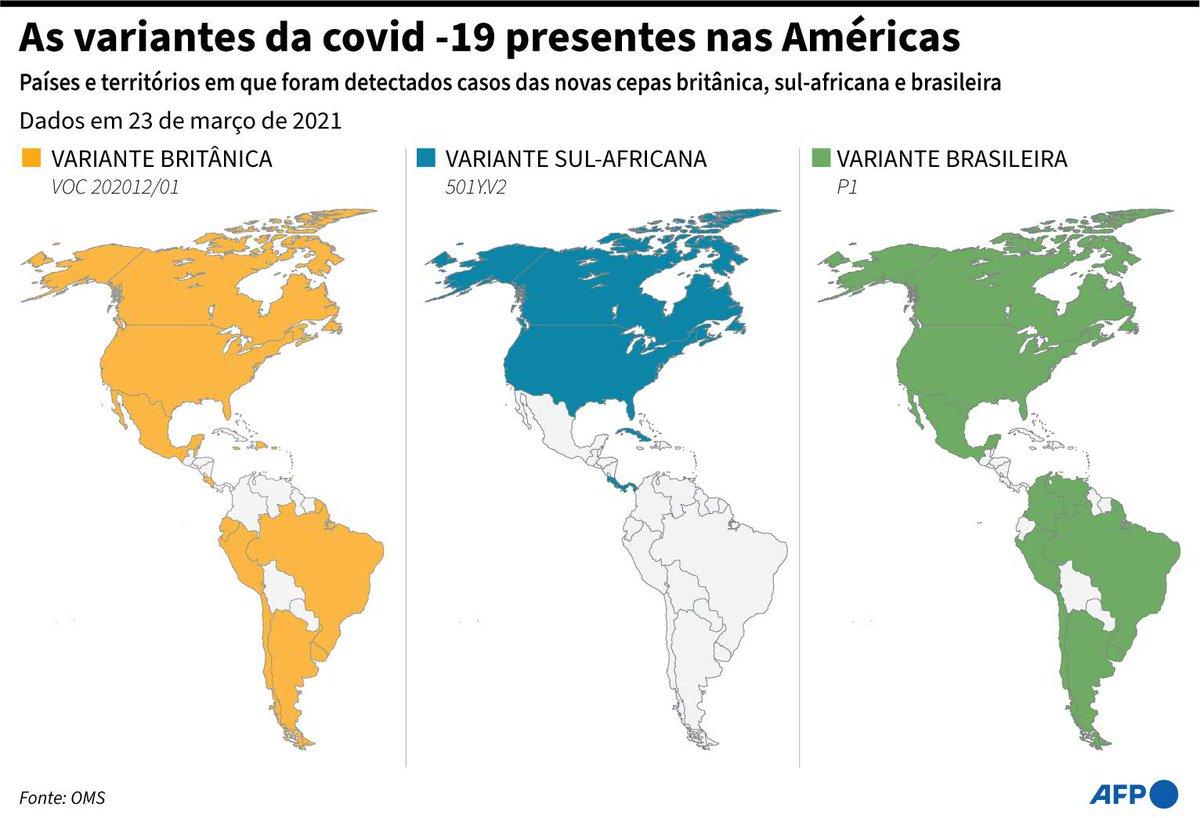 As variantes da covid -19 presentes nas Américas
Países e territórios em que foram detectados casos das novas cepas britânica, sul-africana e brasileira
Dados em 23 de março de 2021
VARIANTE BRITÂNICA
VOC 202012/01
VARIANTE SUL-AFRICANA
501Y.V2
VARIANTE BRASILEIRA
P1
Fonte: OMS
AFP